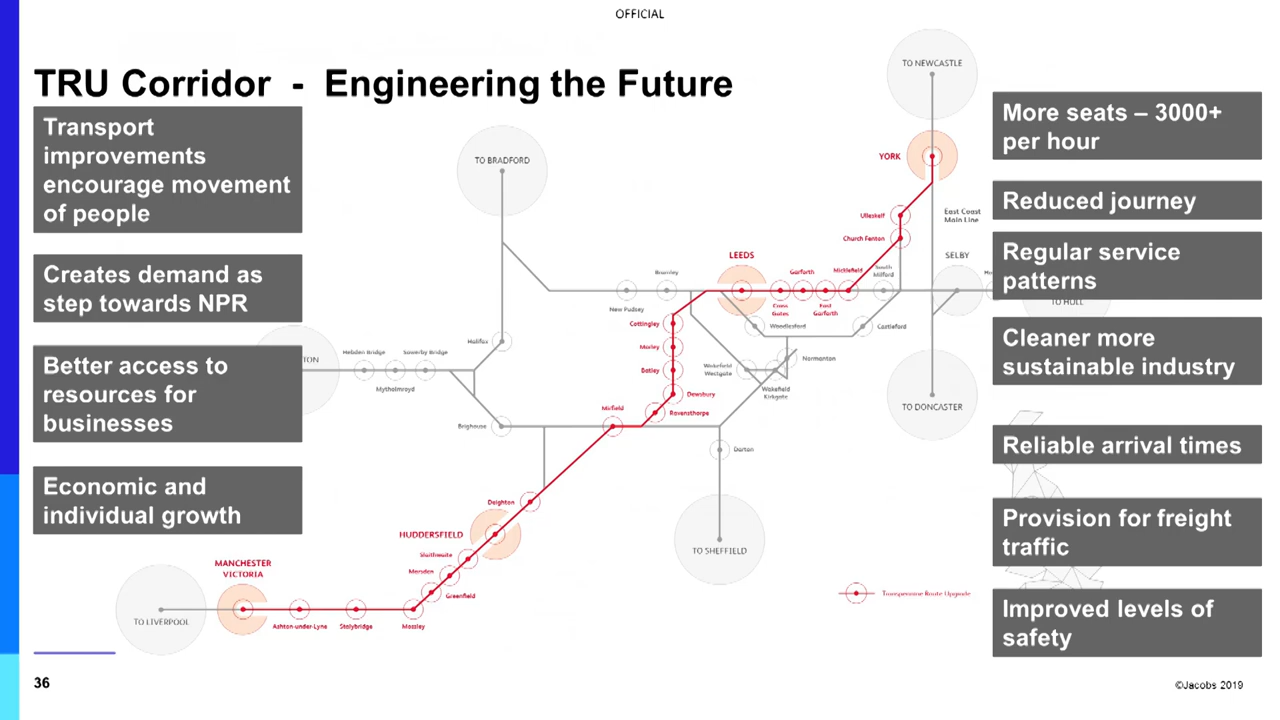 OFFICIAL
TRU Corridor - Engineering the Future
Transport
improvements
encourage movement
of people
Creates demand as
step towards NPR
Better access to
resources for
businesses
Economic and
individual growth
More seats – 3000+
per hour
Reduced journey
Regular service
patterns
Cleaner more
sustainable industry
Reliable arrival times
Provision for freight
traffic
Improved levels of
safety
TO NEWCASTLE
YORK
TO BRADFORD
Ulleskelf
East Coast
Main Line
Church Fenton
LEEDS
SELBY
Bramley
Garforth
Micklefield
South
Milford
New Pudsey
Cross
Gates
East
Garforth
TO HULL
Cottingley
Woodlesford
Castleford
Halifax
Morley
Hebden Bridge
Sowerby Bridge
Mytholmroyd
Batley
Wakefield
Westgate
Normanton
Wakefield
Kirkgate
Dewsbury
Mirfield
Ravensthorpe
TO DONCASTER
Brighouse
Darton
Deighton
HUDDERSFIELD
TO SHEFFIELD
Slaithwaite
Marsden
Greenfield
MANCHESTER
VICTORIA
TO LIVERPOOL
Ashton-under-Lyne
Stalybridge
Mossley
Transpennine Route Upgrade
36
©Jacobs 2019